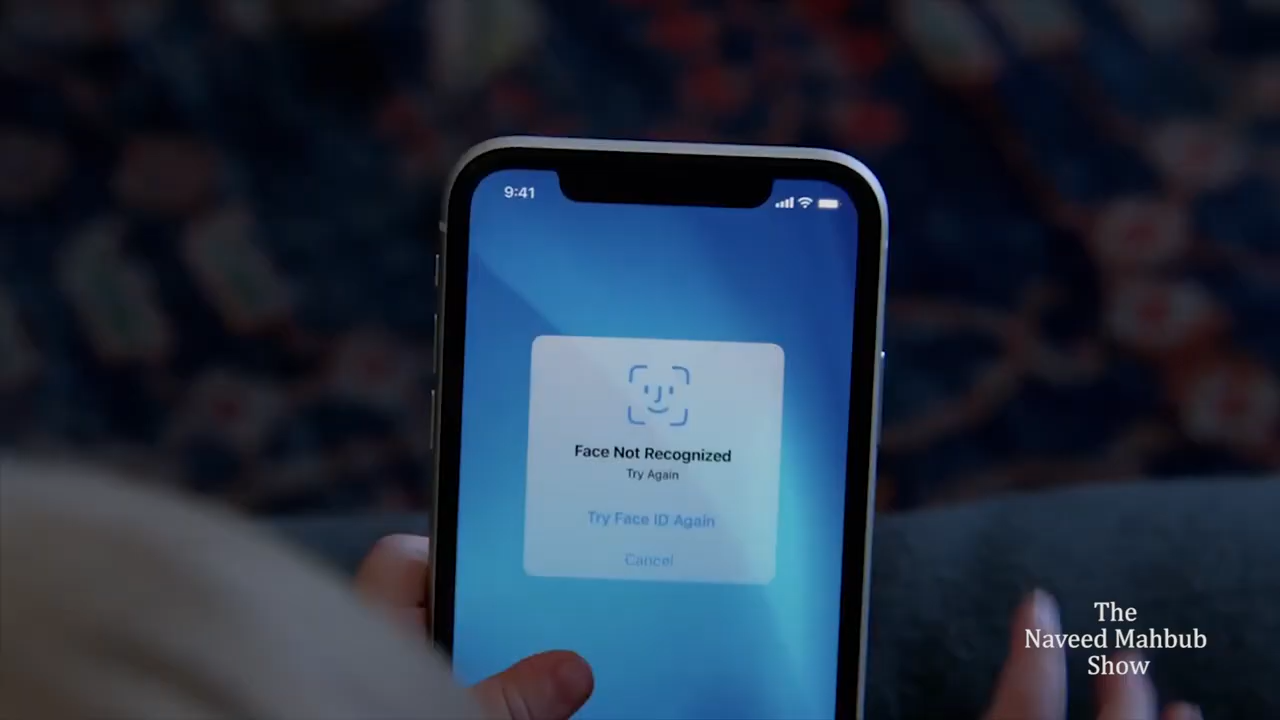 9:41
Face Not Recognized
Try Again
Try Face ID Again
Cancel
The
Naveed Mahbub
Show